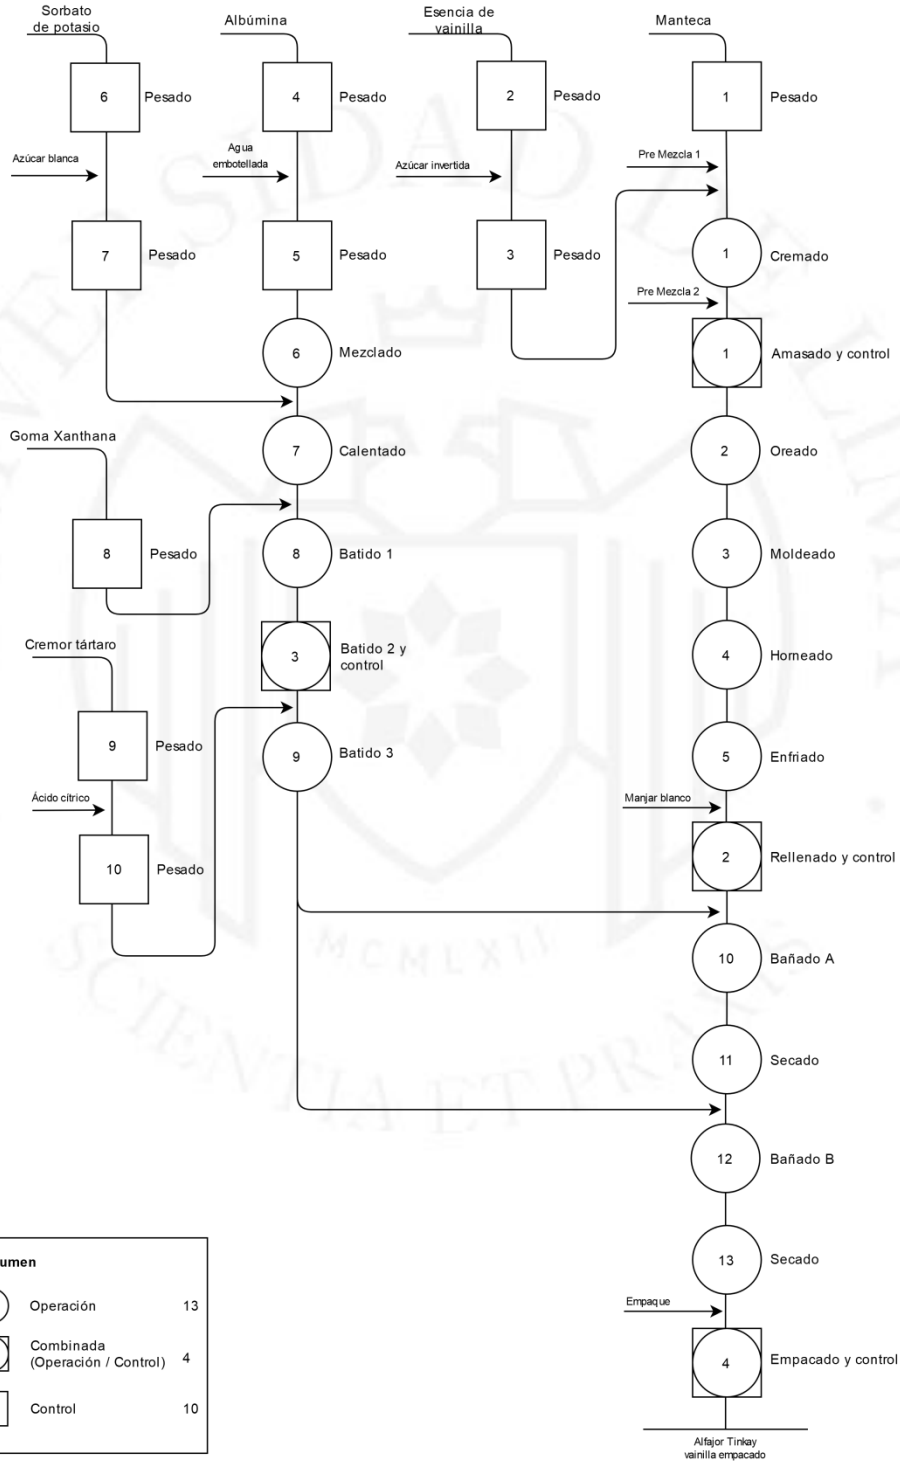 Sorbato
de potasio
Albúmina
Esencia de
vainilla
Manteca
6
Pesado
4
Pesado
2
Pesado
1
Pesado
Azúcar blanca
Agua
embotellada
Azúcar invertida
Pre Mezcla 1
7
Pesado
5
Pesado
3
Pesado
1
Cremado
Pre Mezcla 2
6
Mezclado
1
Amasado y control
Goma Xanthana
7
Calentado
2
Oreado
8
Pesado
8
Batido 1
3
Moldeado
Cremor tártaro
3
Batido 2 y
control
4
Horneado
9
Pesado
9
Batido 3
5
Enfriado
Ácido cítrico
Manjar blanco
10
Pesado
2
Rellenado y control
10
Bañado A
11
Secado
12
Bañado B
13
Secado
Empaque
4
Empacado y control
Alfajor Tinkay
vainilla empacado
umen
Operación 13
Combinada
(Operación / Control) 4
Control 10
MCMLXII
SCIENTIA ET PRAXIS